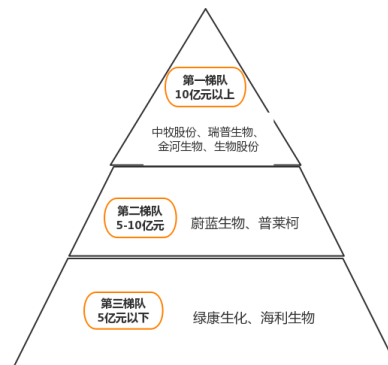 第一梯队
10亿元以上
中牧股份、瑞普生物、
金河生物、生物股份
第二梯队
5-10亿元
蔚蓝生物、普莱柯
第三梯队
5亿元以下
绿康生化、海利生物